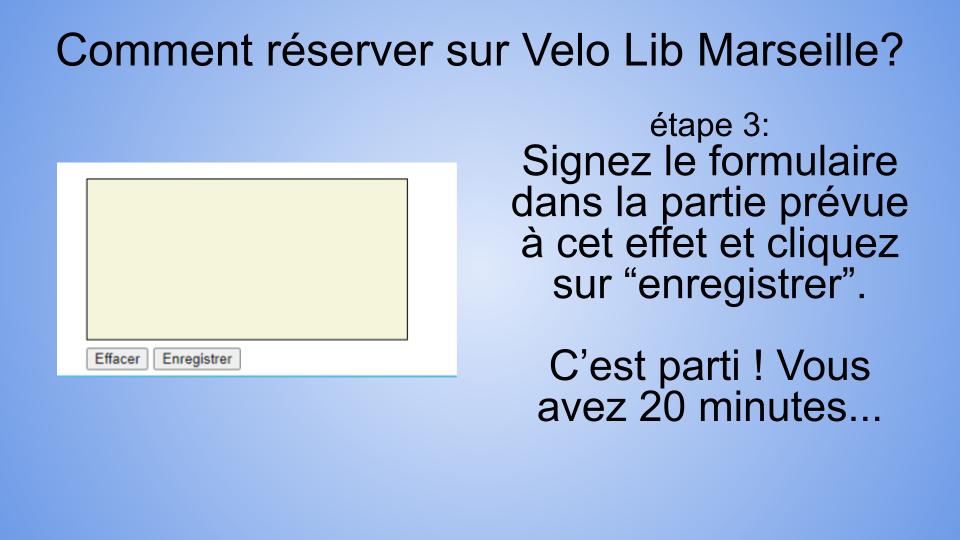 Comment réserver sur Velo Lib Marseille?
étape 3:
Signez le formulaire
dans la partie prévue
à cet effet et cliquez
sur “enregistrer”.
C’est parti ! Vous
avez 20 minutes...
Effacer Enregistrer